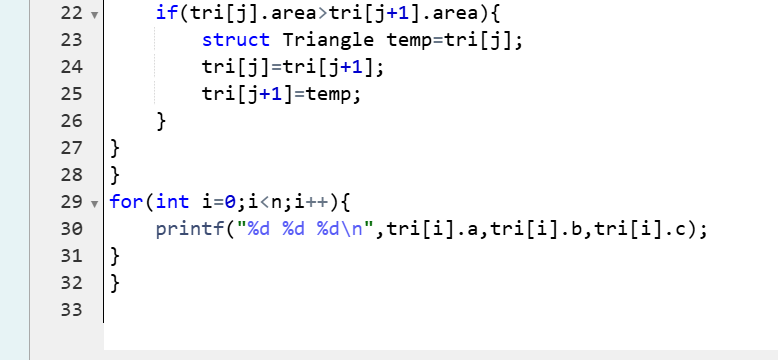 22 if(tri[j].area>tri[j+1].area){
23 struct Triangle temp=tri[j];
24 tri[j]=tri[j+1];
25 tri[j+1]=temp;
26 }
27 }
28 }
29 for(int i=0;i<n;i++){
30 printf("%d %d %d\n",tri[i].a,tri[i].b,tri[i].c);
31 }
32 }
33